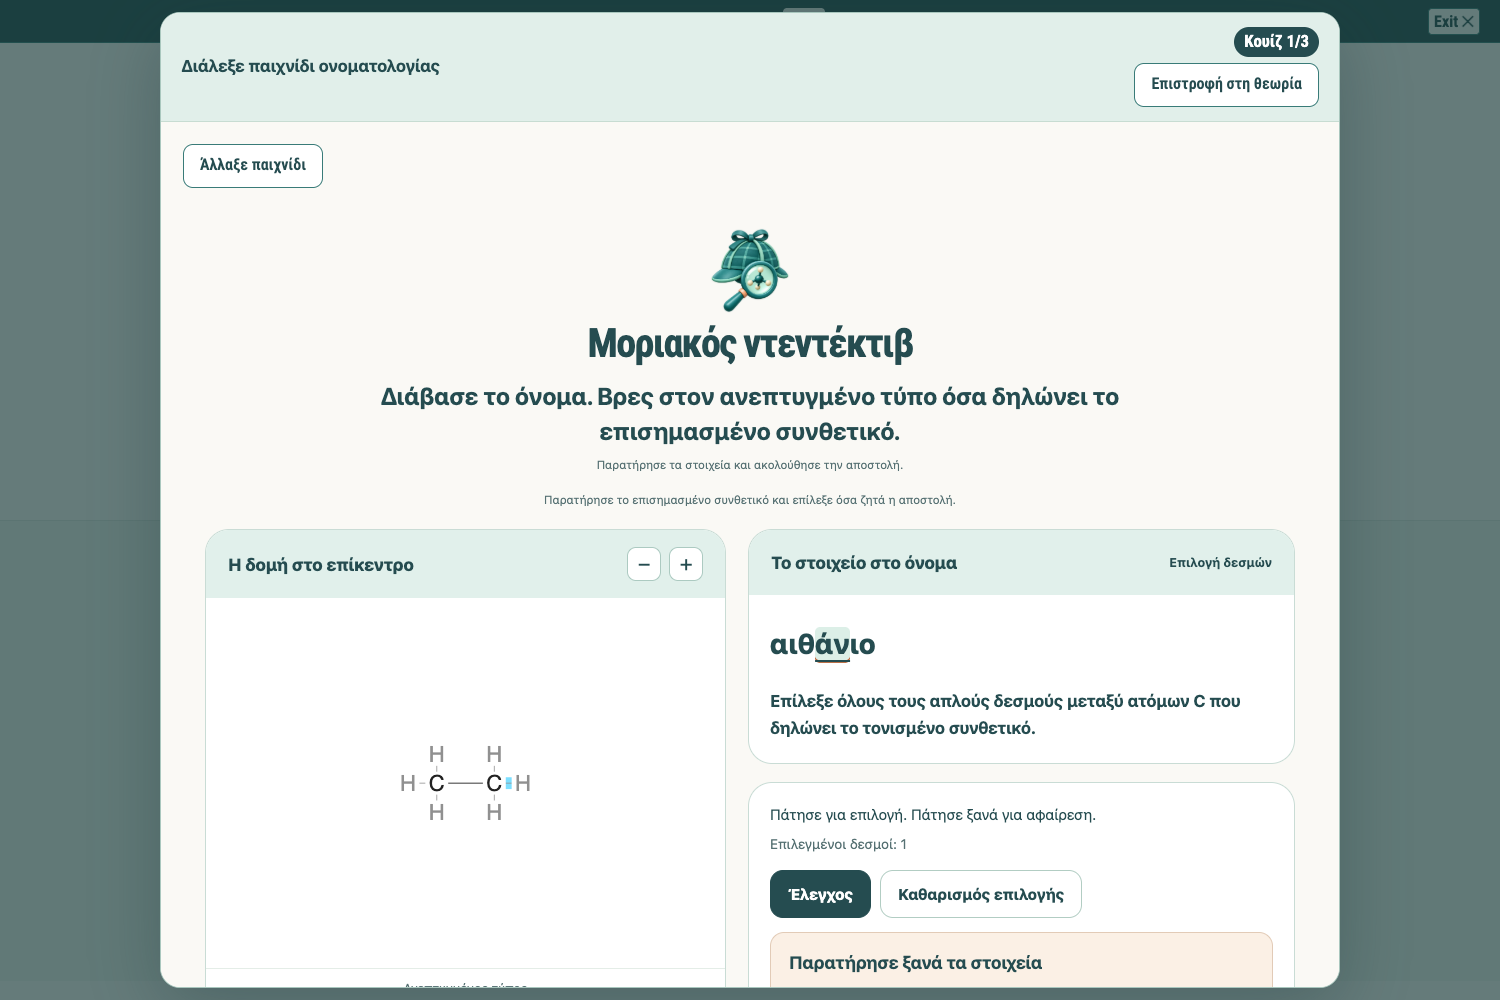 Exit
Διάλεξε παιχνίδι ονοματολογίας
Κουίζ 1/3
Επιστροφή στη θεωρία
Άλλαξε παιχνίδι
Μοριακός ντεντέκτιβ
Διάβασε το όνομα. Βρες στον ανεπτυγμένο τύπο όσα δηλώνει το
επισημασμένο συνθετικό.
Παρατήρησε τα στοιχεία και ακολούθησε την αποστολή.
Παρατήρησε το επισημασμένο συνθετικό και επίλεξε όσα ζητά η αποστολή.
Η δομή στο επίκεντρο
− +
H H
H C C H
H H
Το στοιχείο στο όνομα
Επιλογή δεσμών
αιθάνιο
Επίλεξε όλους τους απλούς δεσμούς μεταξύ ατόμων C που
δηλώνει το τονισμένο συνθετικό.
Πάτησε για επιλογή. Πάτησε ξανά για αφαίρεση.
Επιλεγμένοι δεσμοί: 1
Έλεγχος
Καθαρισμός επιλογής
Παρατήρησε ξανά τα στοιχεία